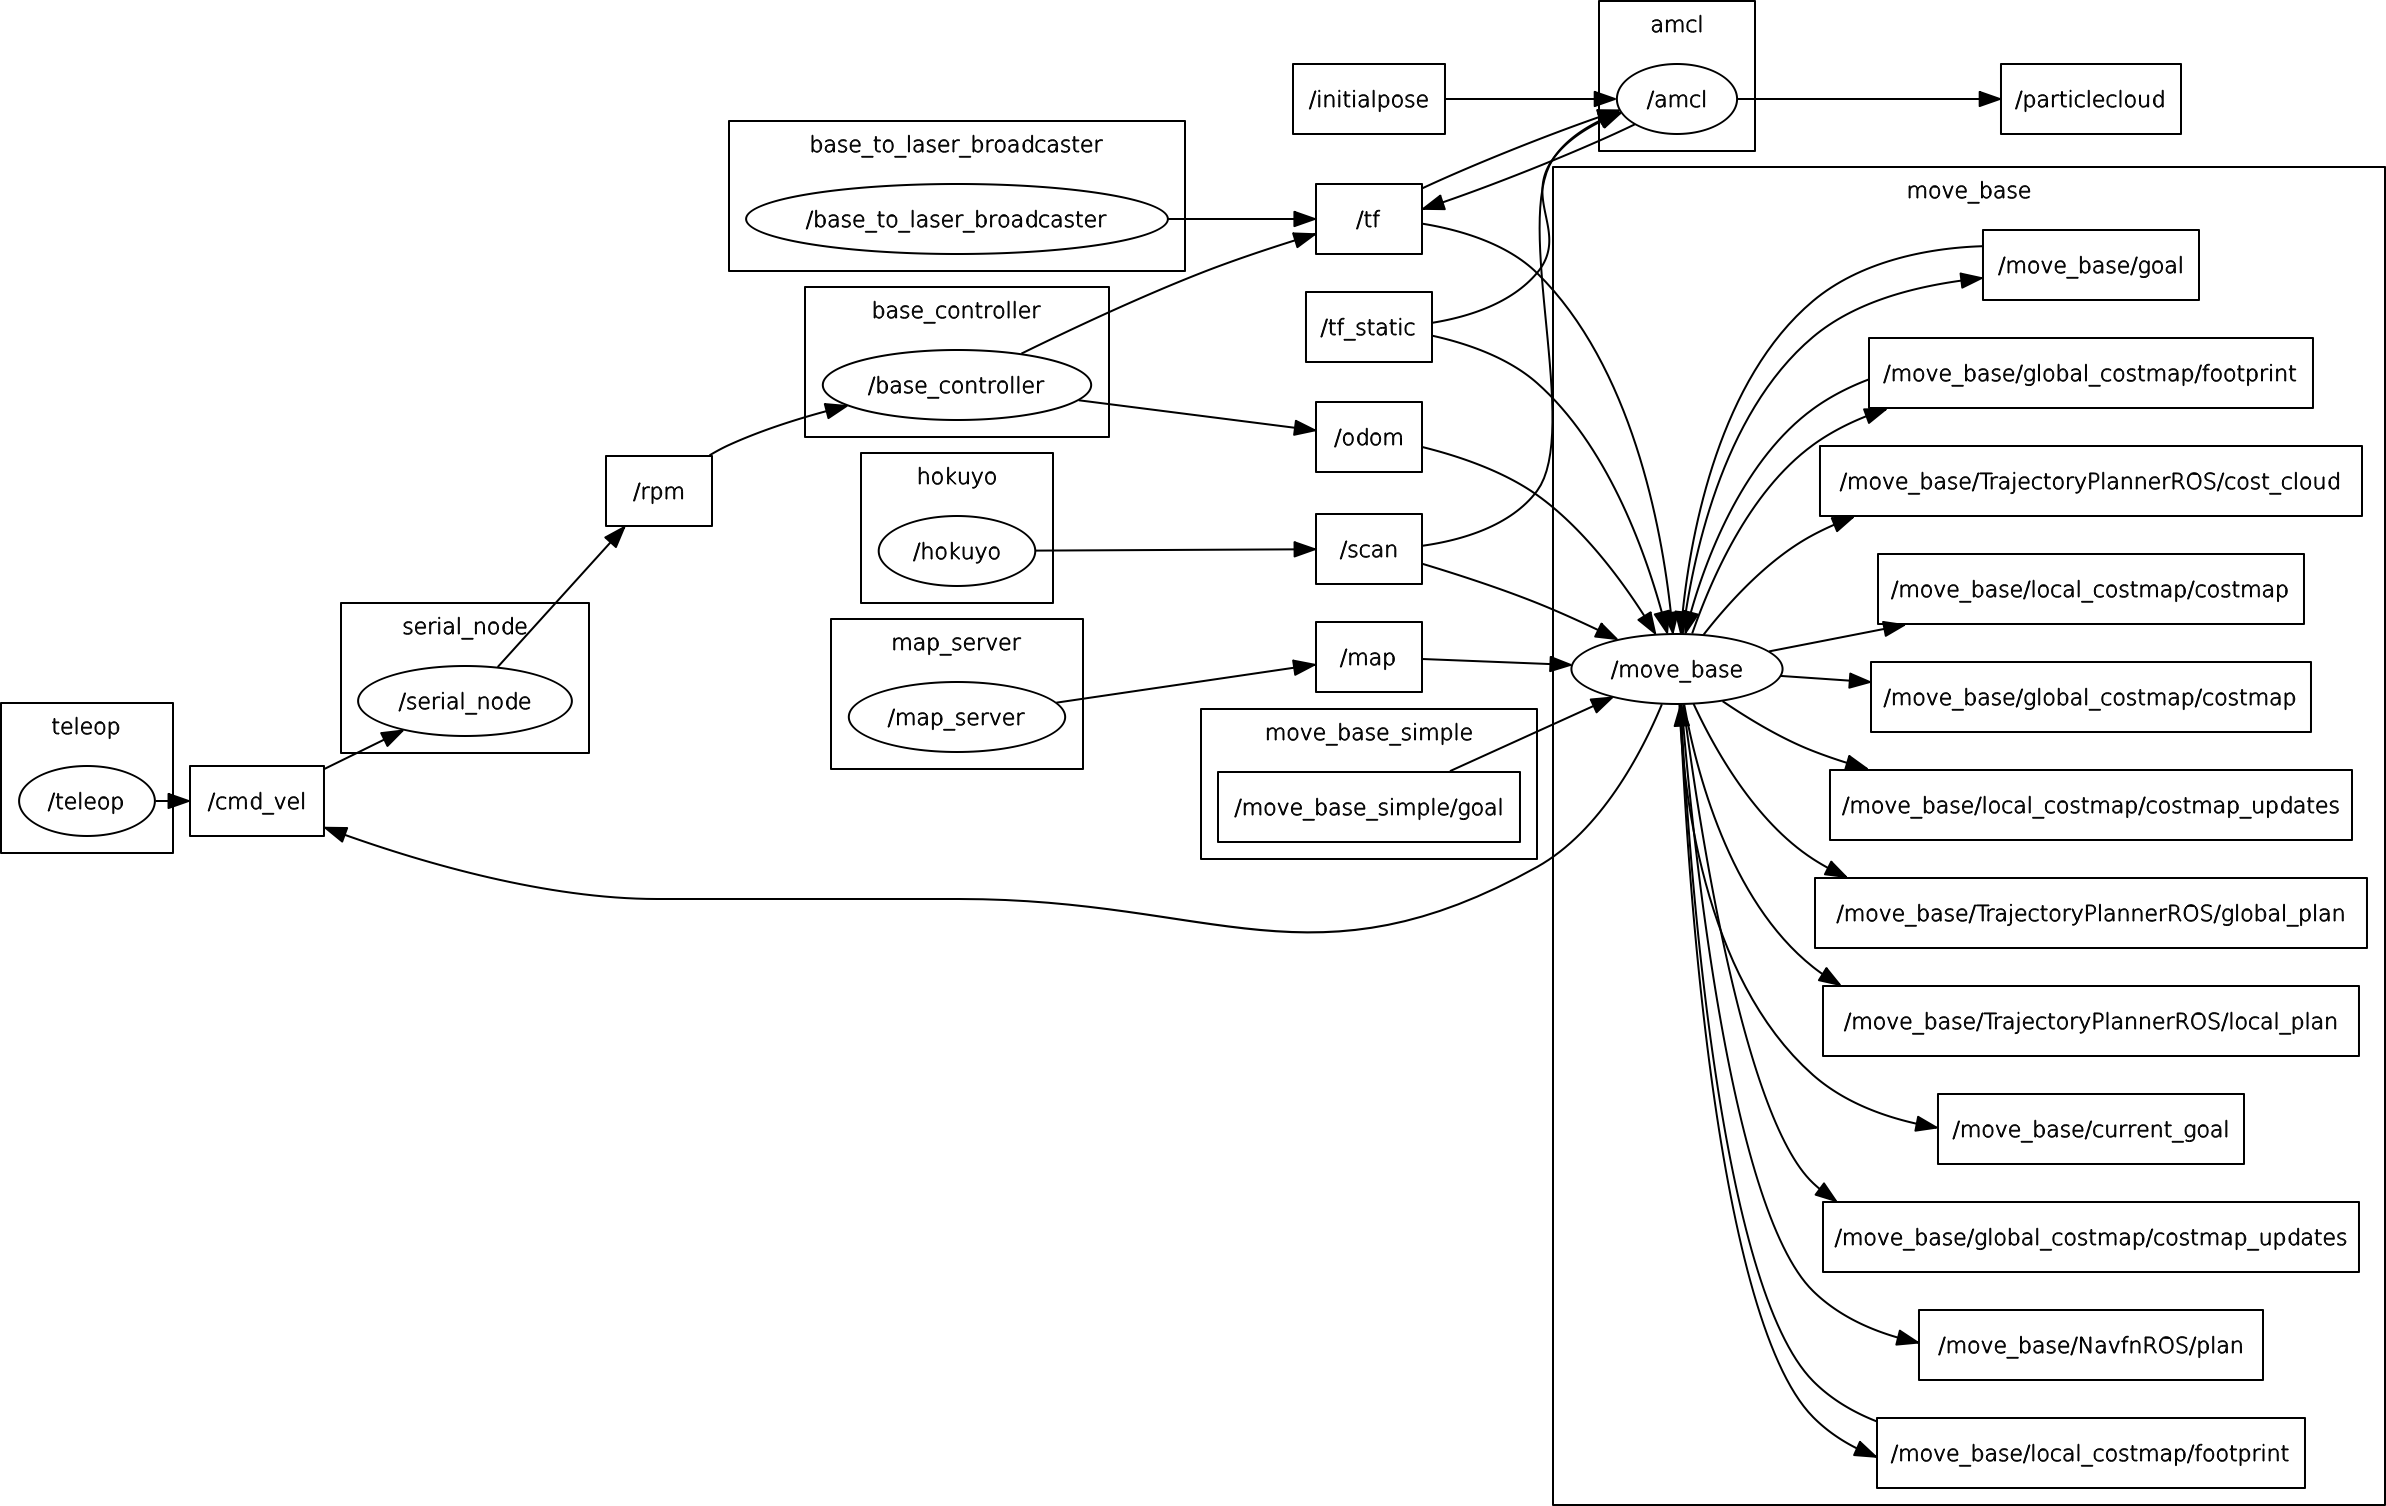 amcl
/initialpose
/amcl
/particlecloud
base_to_laser_broadcaster
/base_to_laser_broadcaster
/tf
move_base
/move_base/goal
base_controller
/base_controller
/tf_static
/move_base/global_costmap/footprint
/odom
/move_base/TrajectoryPlannerROS/cost_cloud
hokuyo
/hokuyo
/rpm
/scan
/move_base/local_costmap/costmap
serial_node
/serial_node
map_server
/map_server
/map
/move_base
/move_base/global_costmap/costmap
teleop
/teleop
/cmd_vel
move_base_simple
/move_base_simple/goal
/move_base/local_costmap/costmap_updates
/move_base/TrajectoryPlannerROS/global_plan
/move_base/TrajectoryPlannerROS/local_plan
/move_base/current_goal
/move_base/global_costmap/costmap_updates
/move_base/NavfnROS/plan
/move_base/local_costmap/footprint